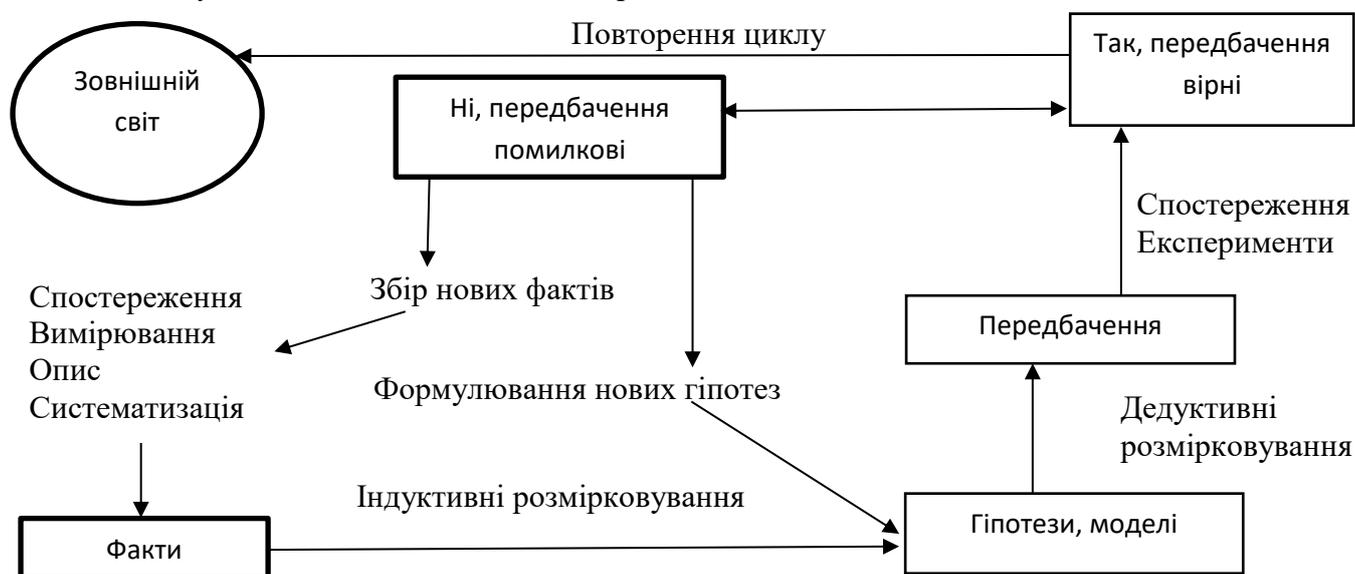 Повторення циклу
Так, передбачення
вірні
Зовнішній
світ
Ні, передбачення
помилкові
Спостереження
Експерименти
Збір нових фактів
Спостереження
Вимірювання
Опис
Систематизація
Передбачення
Формулювання нових гіпотез
Дедуктивні
розмірковування
Індуктивні розмірковування
Гіпотези, моделі
Факти